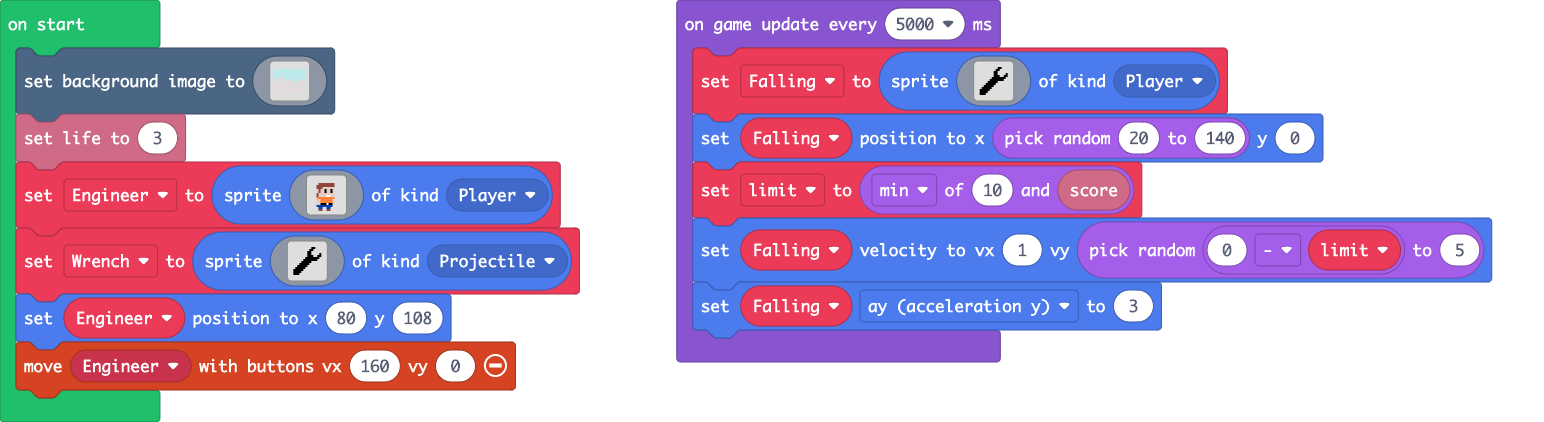 on start
set background image to
set life to 3
set Engineer to sprite of kind Player
set Wrench to sprite of kind Projectile
set Engineer position to x 80 y 108
move Engineer with buttons vx 160 vy 0
on game update every 5000 ms
set Falling to sprite of kind Player
set Falling position to x pick random 20 to 140 y 0
set limit to min of 10 and score
set Falling velocity to vx 1 vy pick random 0 - limit to 5
set Falling ay (acceleration y) to 3